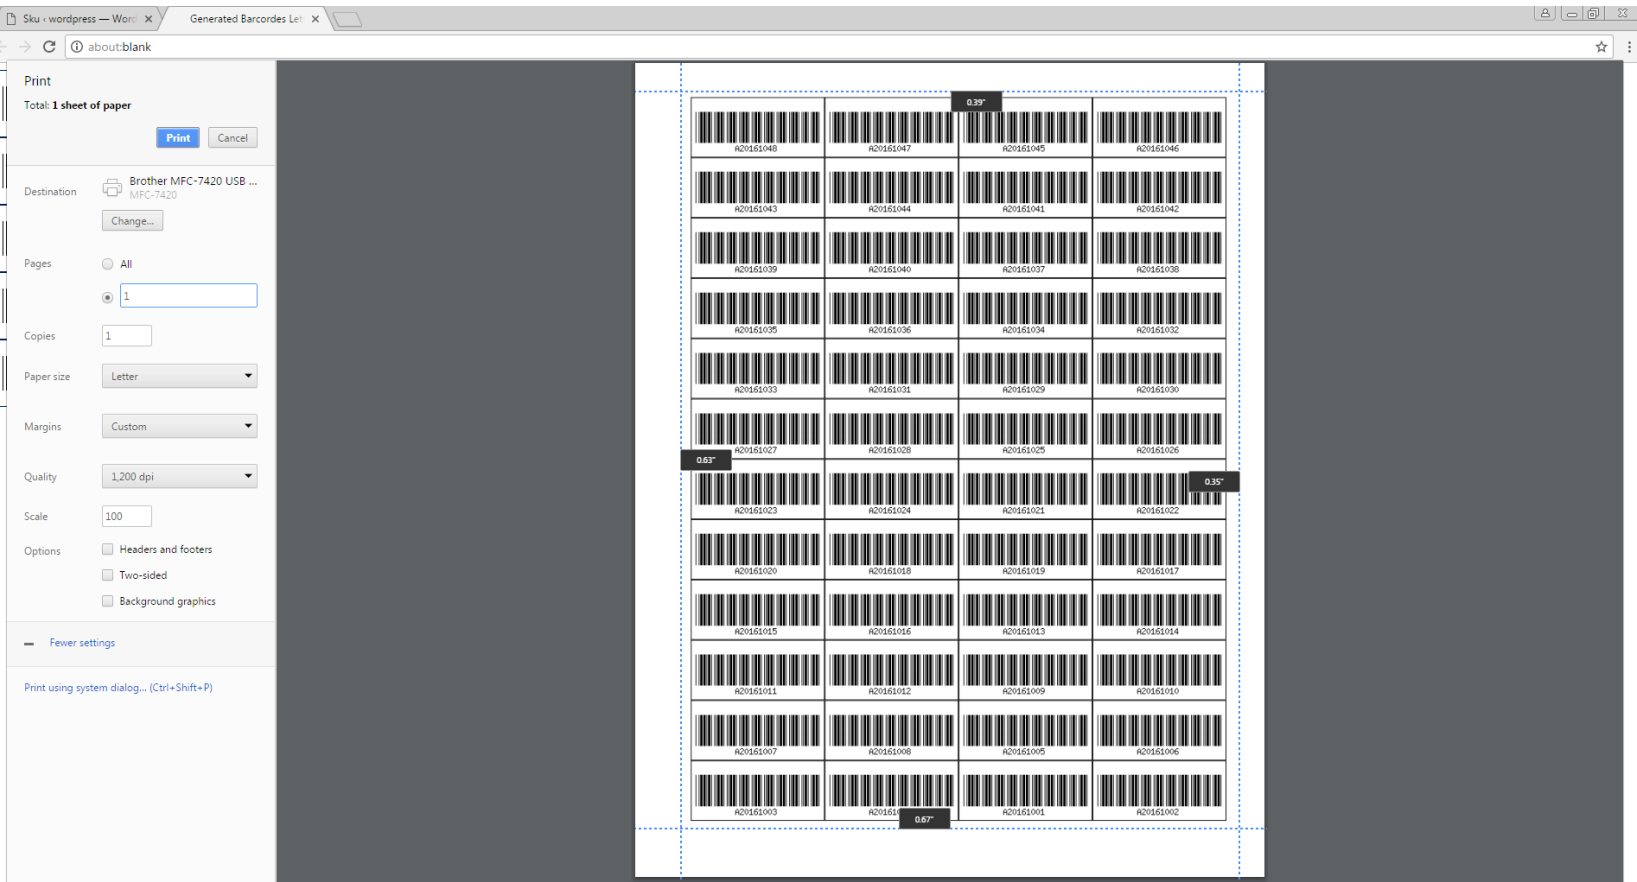 Sku ‹ wordpress — Word
Generated Barcordes Let
about:blank
Print
Total: 1 sheet of paper
Print Cancel
Destination Brother MFC-7420 USB ...
MFC-7420
Change...
Pages All
1
Copies 1
Paper size Letter
Margins Custom
Quality 1,200 dpi
Scale 100
Options Headers and footers
Two-sided
Background graphics
Fewer settings
Print using system dialog... (Ctrl+Shift+P)
0.39"
A20161048 A20161047 A20161045 A20161046
A20161043 A20161044 A20161041 A20161042
A20161039 A20161040 A20161037 A20161038
A20161035 A20161036 A20161034 A20161032
A20161033 A20161031 A20161029 A20161030
A20161027 A20161028 A20161025 A20161026
0.63"
0.35"
A20161023 A20161024 A20161021 A20161022
A20161020 A20161018 A20161019 A20161017
A20161015 A20161016 A20161013 A20161014
A20161011 A20161012 A20161009 A20161010
A20161007 A20161008 A20161005 A20161006
A20161003 A20161001 A20161002
0.67"